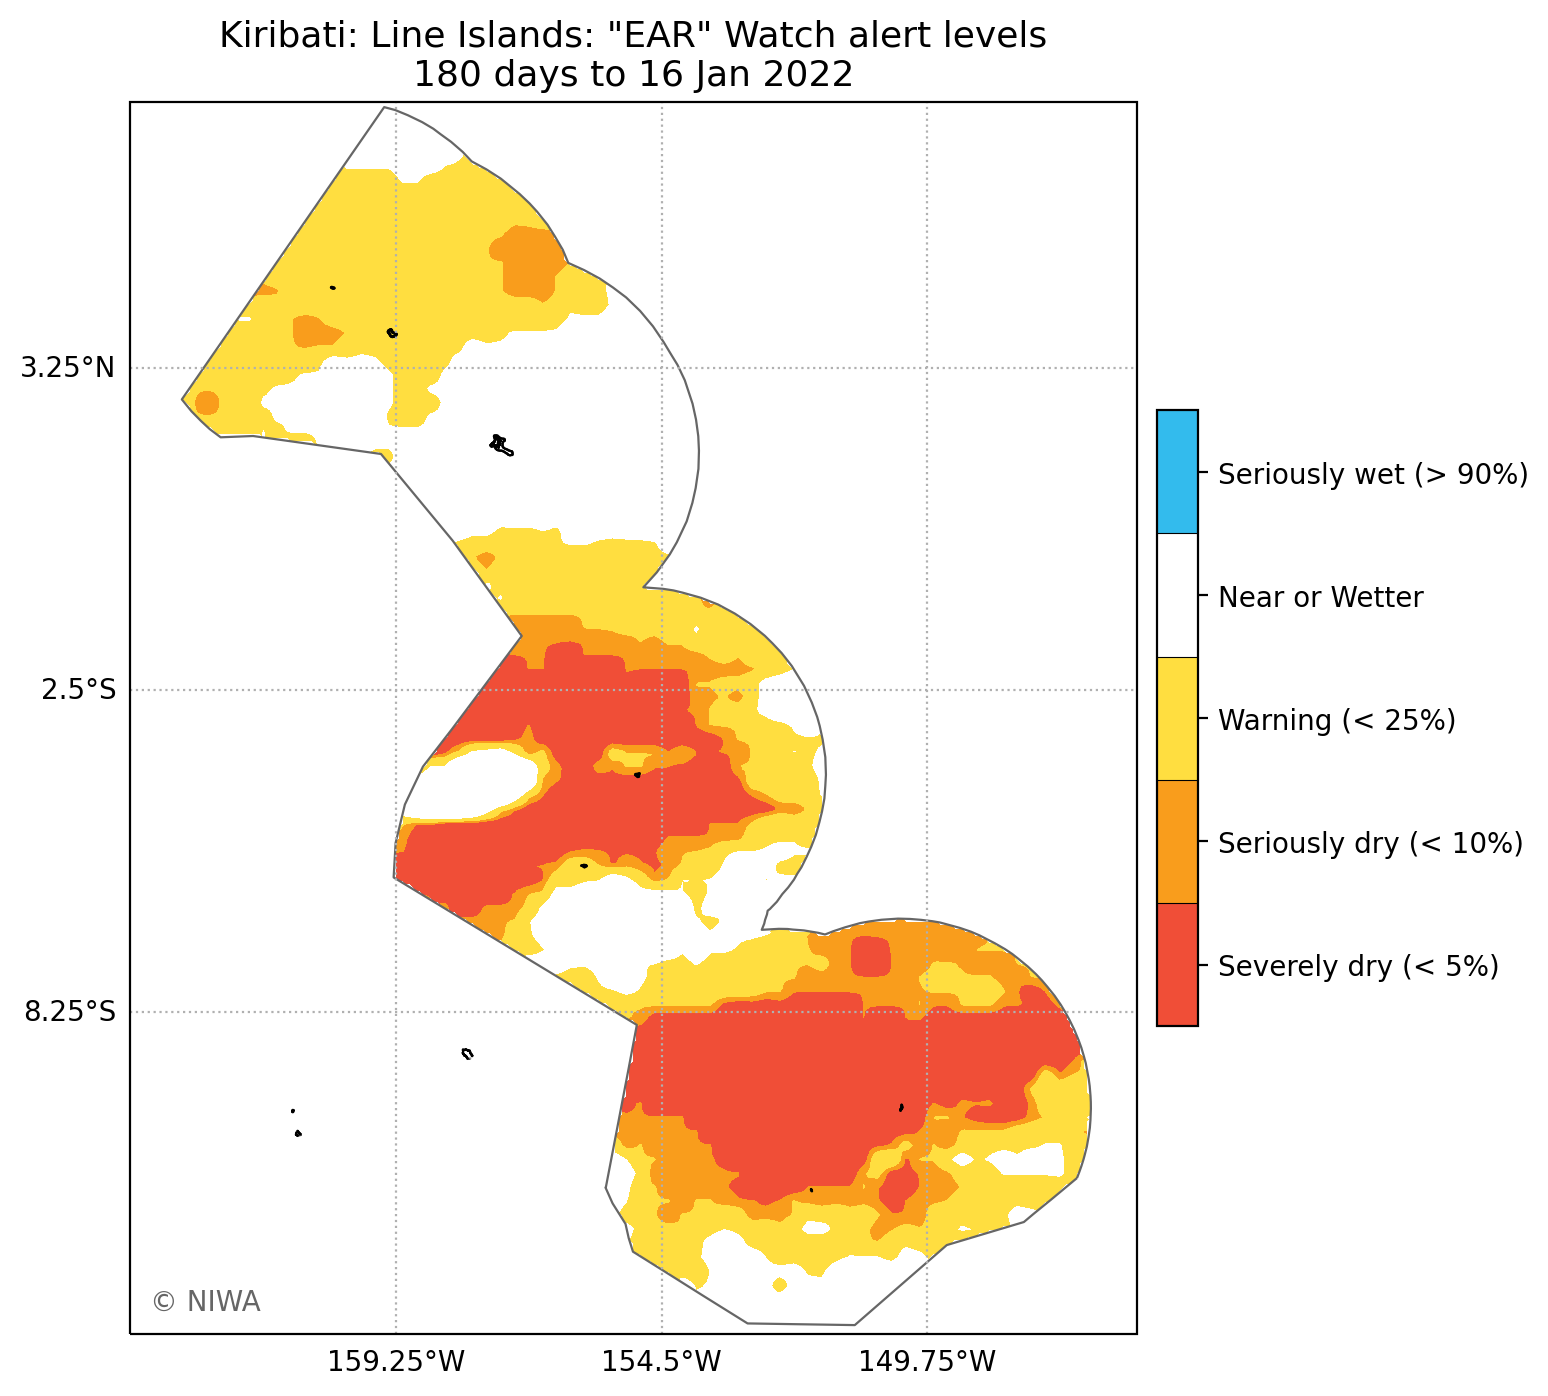 Kiribati: Line Islands: "EAR" Watch alert levels
180 days to 16 Jan 2022
3.25°N
2.5°S
8.25°S
159.25°W
154.5°W
149.75°W
Seriously wet (> 90%)
Near or Wetter
Warning (< 25%)
Seriously dry (< 10%)
Severely dry (< 5%)
© NIWA